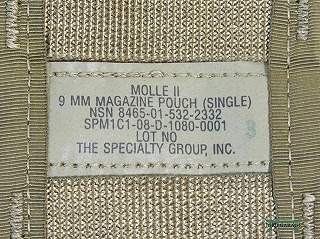 MOLLE II
9 MM MAGAZINE POUCH (SINGLE)
NSN 8465-01-532-2332
SPM1C1-08-D-1080-0001
LOT NO
THE SPECIALTY GROUP, INC.
3